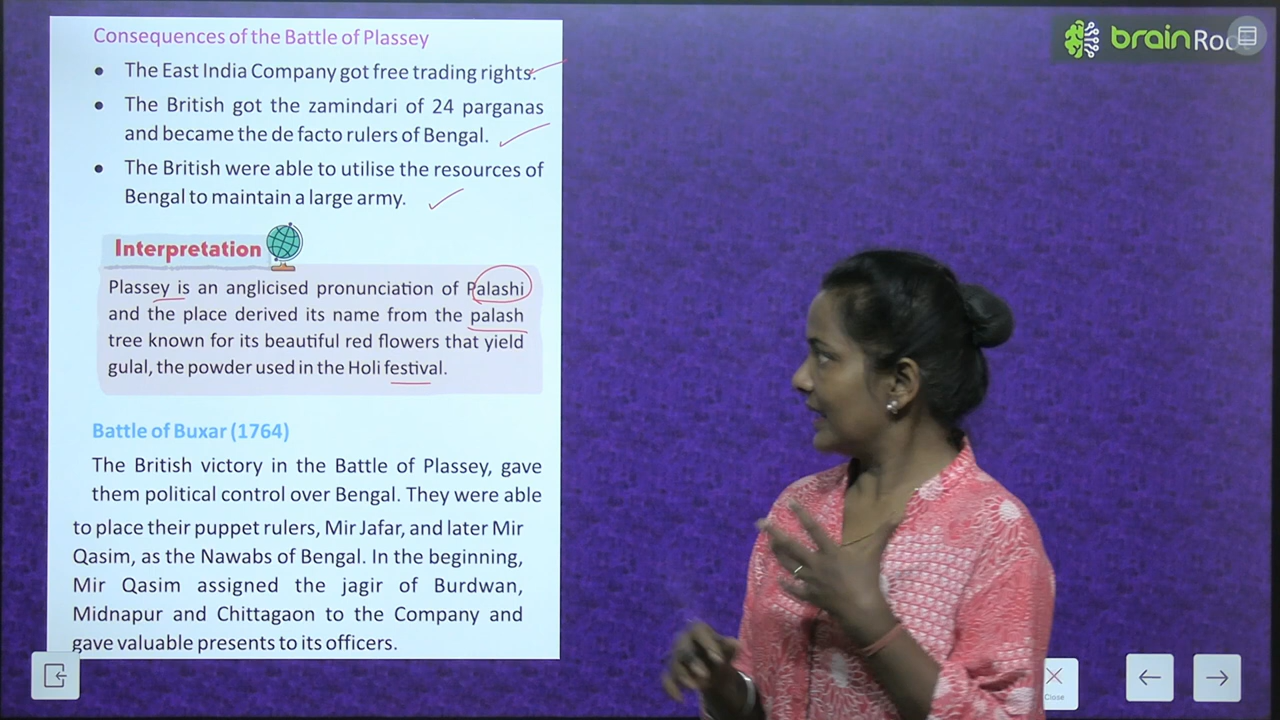 Consequences of the Battle of Plassey
• The East India Company got free trading rights.
• The British got the zamindari of 24 parganas
and became the de facto rulers of Bengal.
• The British were able to utilise the resources of
Bengal to maintain a large army.
Interpretation
Plassey is an anglicised pronunciation of Palashi
and the place derived its name from the palash
tree known for its beautiful red flowers that yield
gulal, the powder used in the Holi festival.
Battle of Buxar (1764)
The British victory in the Battle of Plassey, gave
them political control over Bengal. They were able
to place their puppet rulers, Mir Jafar, and later Mir
Qasim, as the Nawabs of Bengal. In the beginning,
Mir Qasim assigned the jagir of Burdwan,
Midnapur and Chittagaon to the Company and
gave valuable presents to its officers.
brain
Close